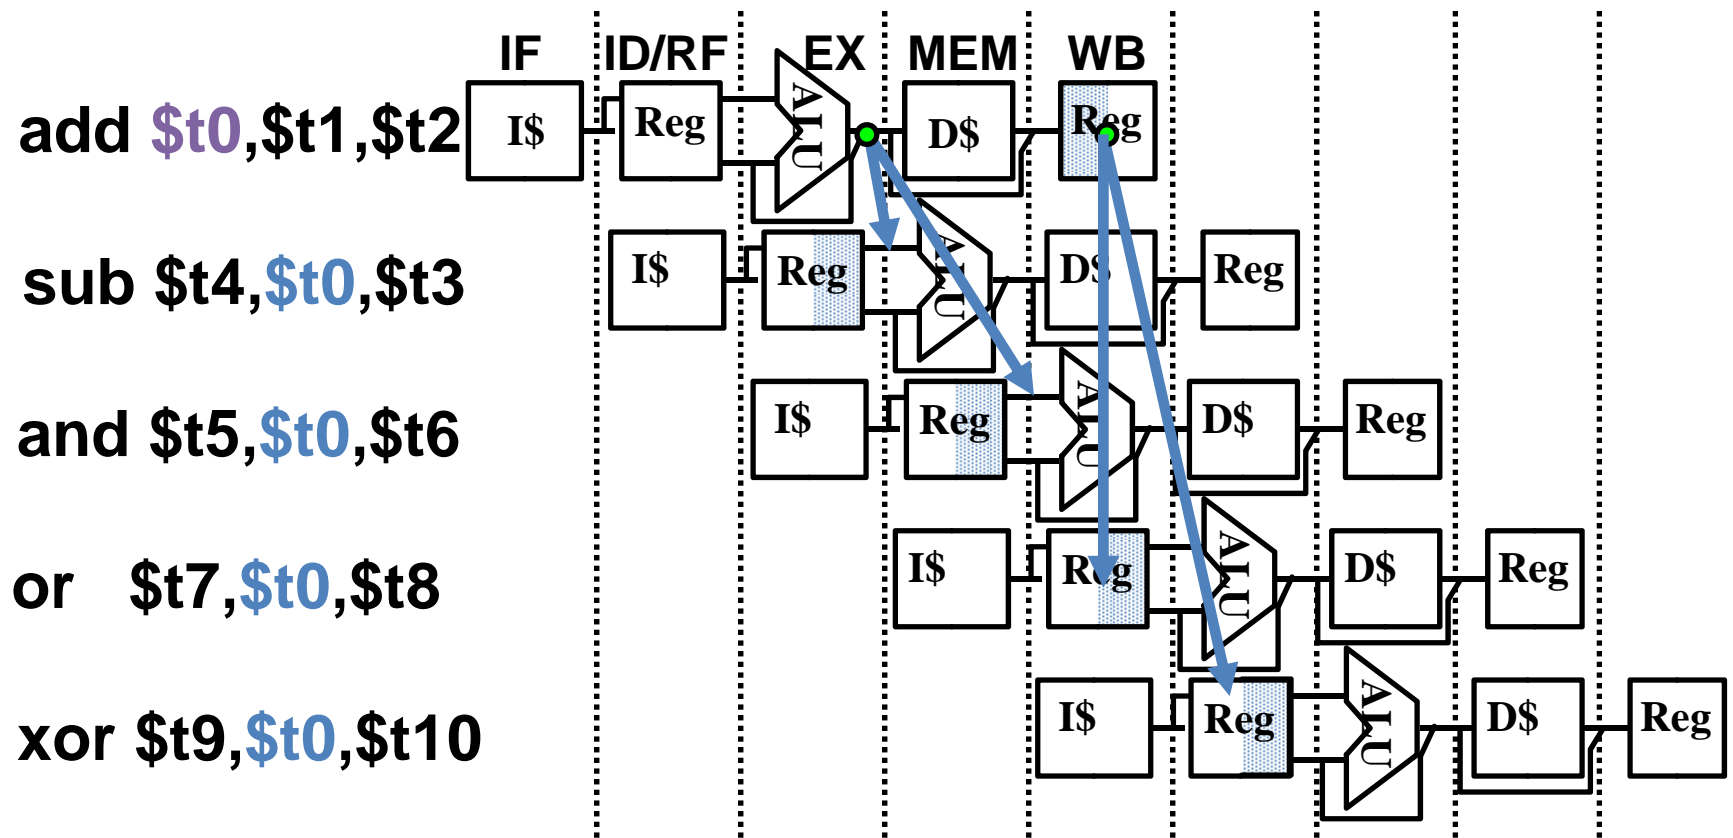 IF ID/RF EX MEM WB
add $t0,$t1,$t2 I$ Reg ALU D$ Reg
sub $t4,$t0,$t3 I$ Reg ALU D$ Reg
and $t5,$t0,$t6 I$ Reg ALU D$ Reg
or $t7,$t0,$t8 I$ Reg ALU D$ Reg
xor $t9,$t0,$t10 I$ Reg ALU D$ Reg